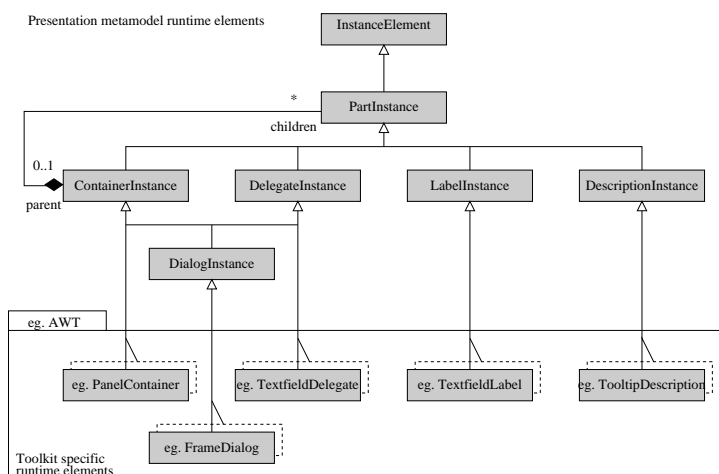 Presentation metamodel runtime elements
InstanceElement
*
PartInstance
children
0..1
ContainerInstance
DelegateInstance
LabelInstance
DescriptionInstance
parent
DialogInstance
eg. AWT
eg. PanelContainer
eg. TextfieldDelegate
eg. TextfieldLabel
eg. TooltipDescription
eg. FrameDialog
Toolkit specific
runtime elements